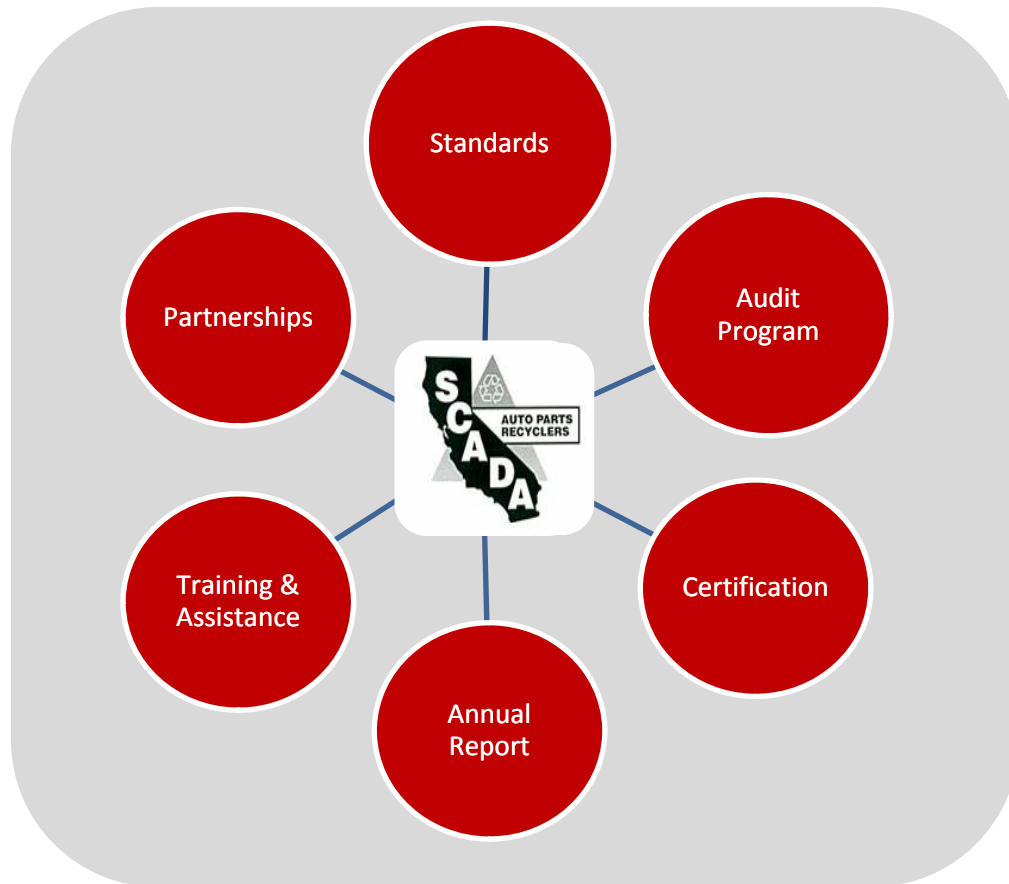 Standards
Audit
Program
Partnerships
SCADA
AUTO PARTS
RECYCLERS
Certification
Training &
Assistance
Annual
Report